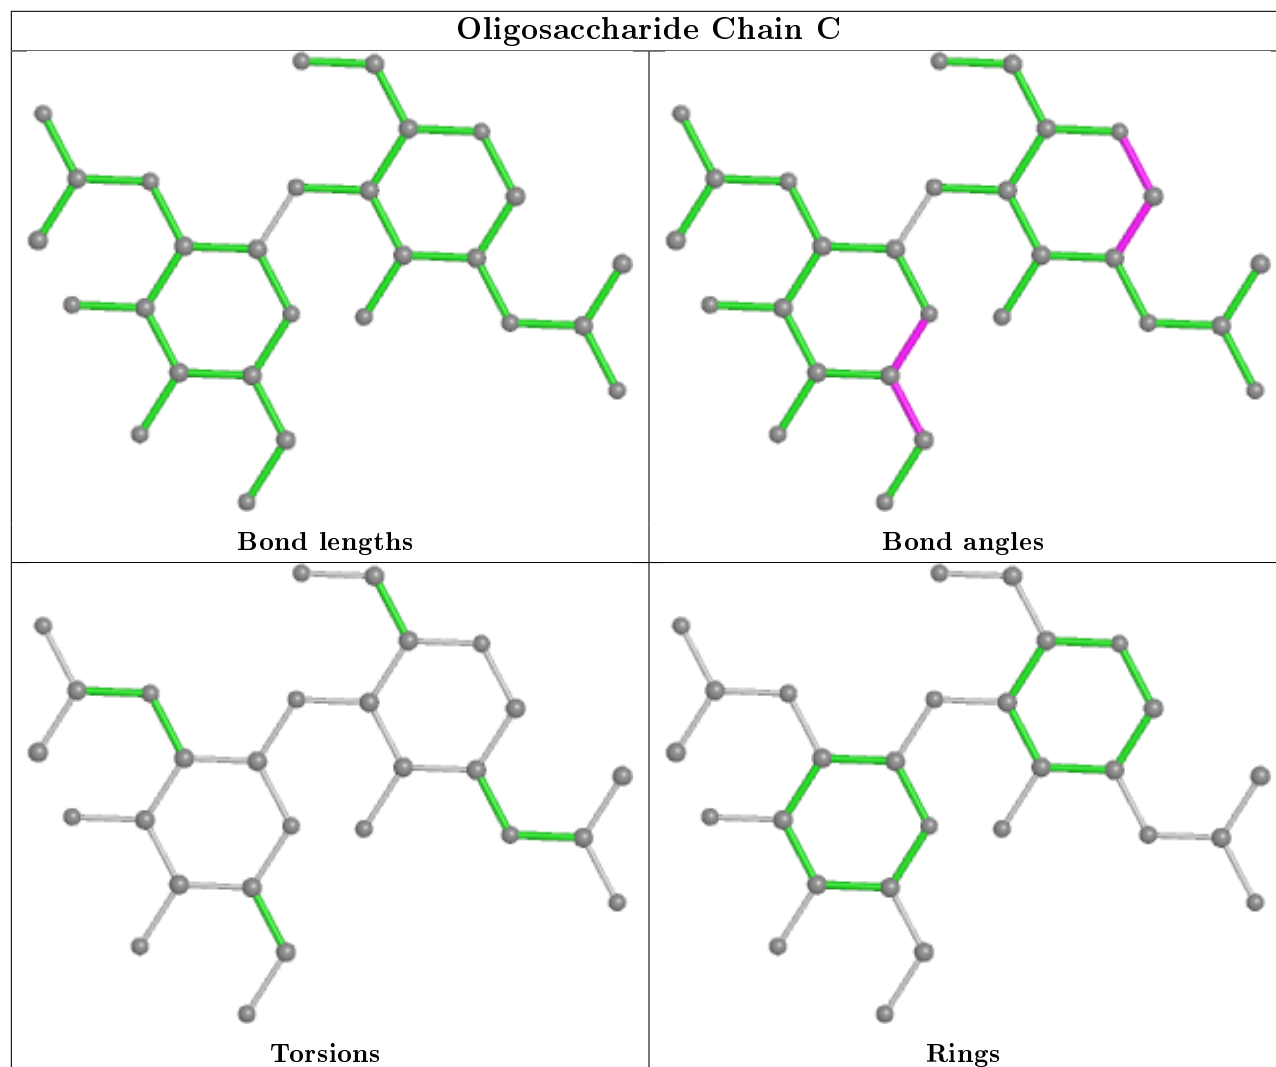 Oligosaccharide Chain C
Bond lengths
Bond angles
Torsions
Rings